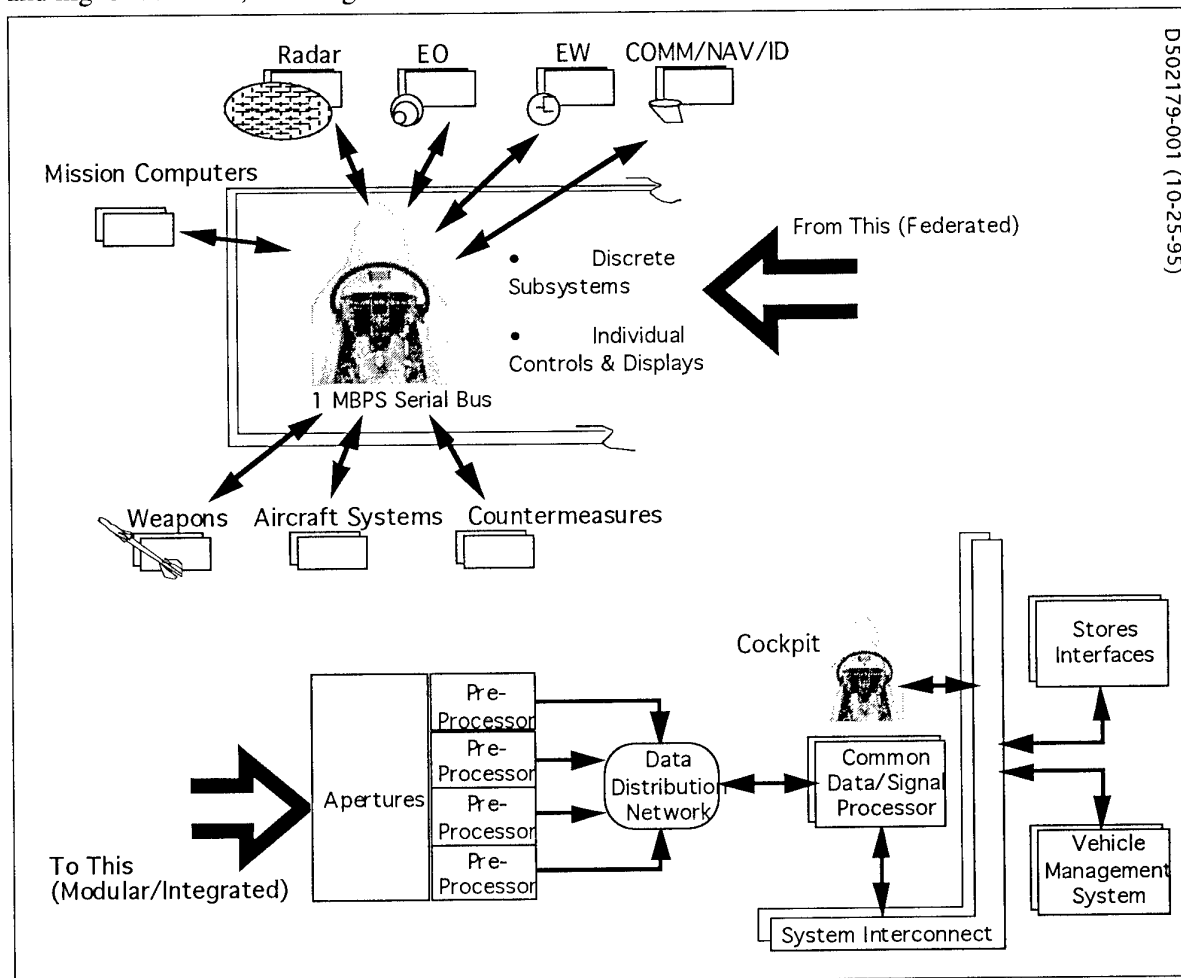 Radar
EO
EW
COMM/NAV/ID
D502179-001 (10-25-95)
Mission Computers
From This (Federated)
• Discrete
Subsystems
• Individual
Controls & Displays
1 MBPS Serial Bus
Weapons
Aircraft Systems
Countermeasures
Cockpit
Stores
Interfaces
Pre-
Processor
Pre-
Processor
Pre-
Processor
Pre-
Processor
Apertures
Data
Distribution
Network
Common
Data/Signal
Processor
Vehicle
Management
System
To This
(Modular/Integrated)
System Interconnect